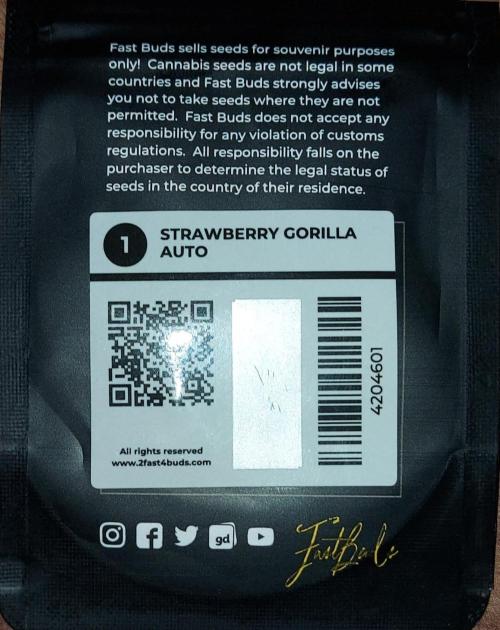 Fast Buds sells seeds for souvenir purposes
only! Cannabis seeds are not legal in some
countries and Fast Buds strongly advises
you not to take seeds where they are not
permitted. Fast Buds does not accept any
responsibility for any violation of customs
regulations. All responsibility falls on the
purchaser to determine the legal status of
seeds in the country of their residence.
1
STRAWBERRY GORILLA
AUTO
4204601
All rights reserved
www.2fast4buds.com
gd
FastBuds